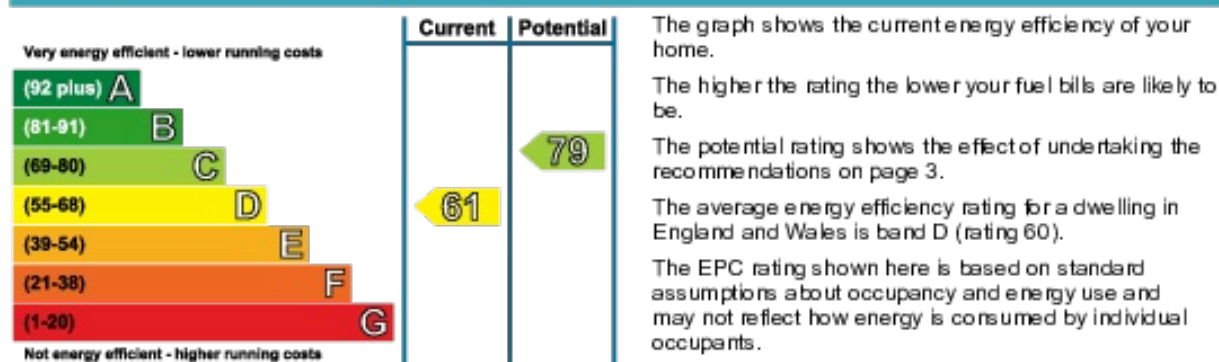 Current Potential
Very energy efficient - lower running costs
(92 plus) A
(81-91) B
(69-80) C
(55-68) D
(39-54) E
(21-38) F
(1-20) G
Not energy efficient - higher running costs
79
61
The graph shows the current energy efficiency of your
home.
The higher the rating the lower your fuel bills are likely to
be.
The potential rating shows the effect of undertaking the
recommendations on page 3.
The average energy efficiency rating for a dwelling in
England and Wales is band D (rating 60).
The EPC rating shown here is based on standard
assumptions about occupancy and energy use and
may not reflect how energy is consumed by individual
occupants.